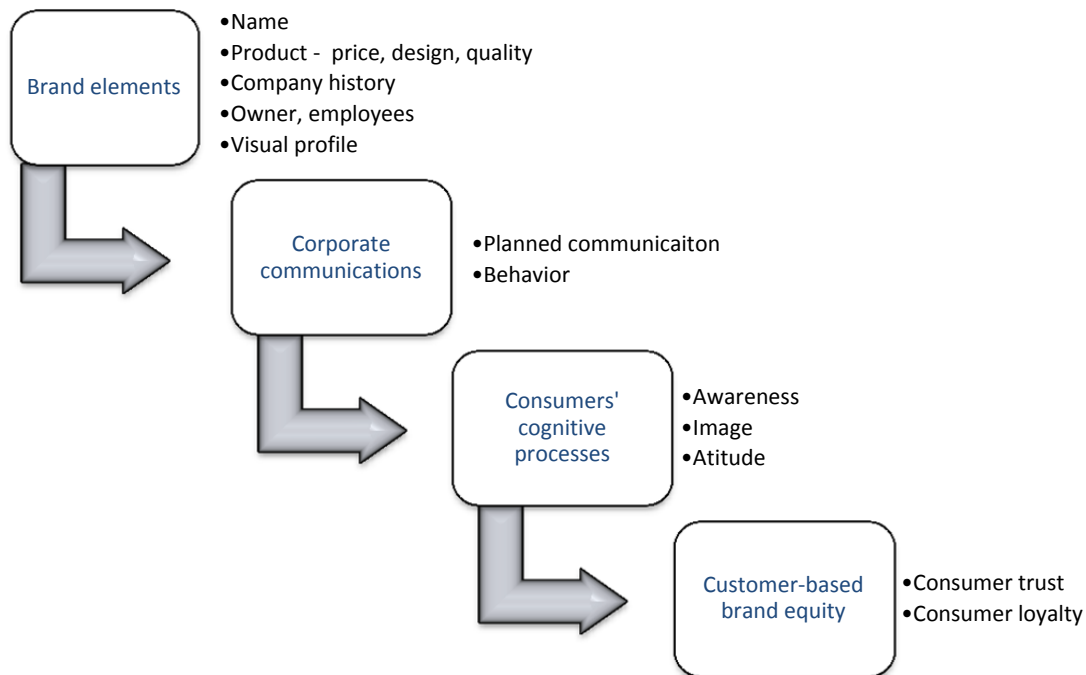 Brand elements
•Name
•Product -  price, design, quality
•Company history
•Owner, employees
•Visual profile
Corporate
communications
•Planned communicaiton
•Behavior
Consumers'
cognitive
processes
•Awareness
•Image
•Atitude
Customer-based
brand equity
•Consumer trust
•Consumer loyalty